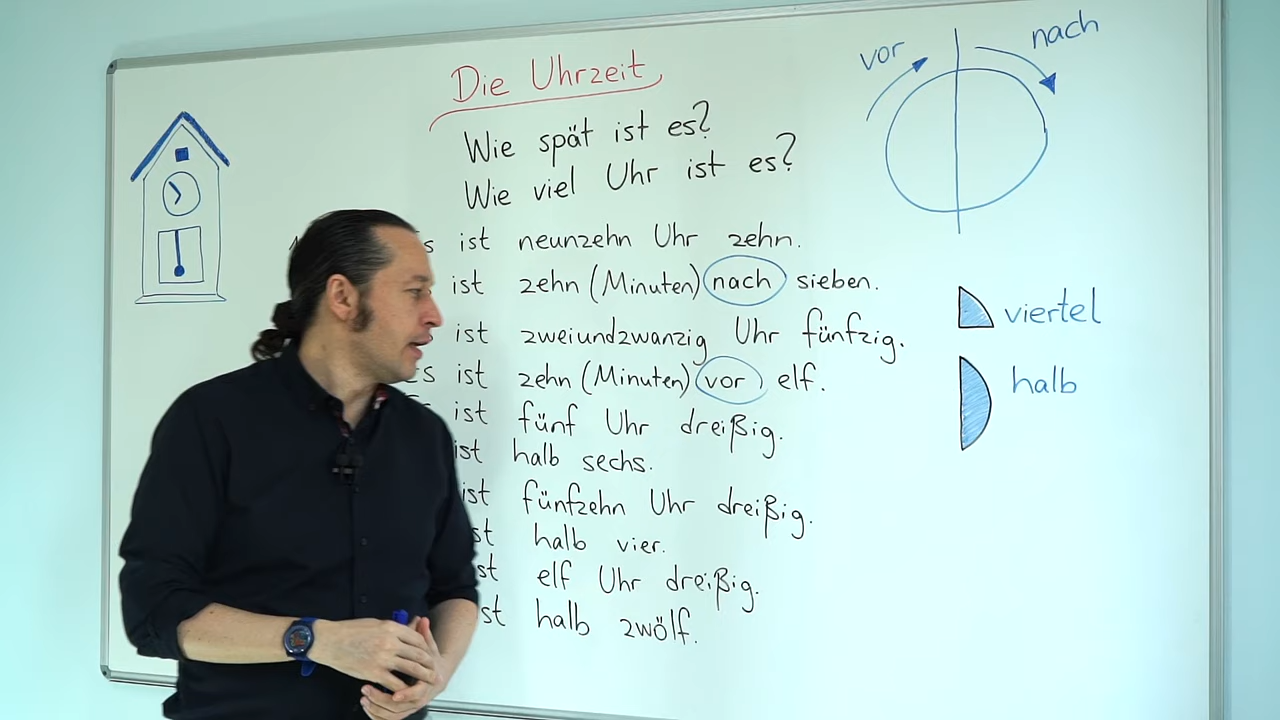 Die Uhrzeit
vor
nach
Wie spät ist es?
Wie viel Uhr ist es?
ist neunzehn Uhr zehn.
ist zehn (Minuten) nach sieben.
ist zweiundzwanzig Uhr fünfzig.
Es ist zehn (Minuten) vor elf.
ist fünf Uhr dreißig.
ist halb sechs.
ist fünfzehn Uhr dreißig.
halb vier.
elf Uhr dreißig.
halb zwölf.
viertel
halb